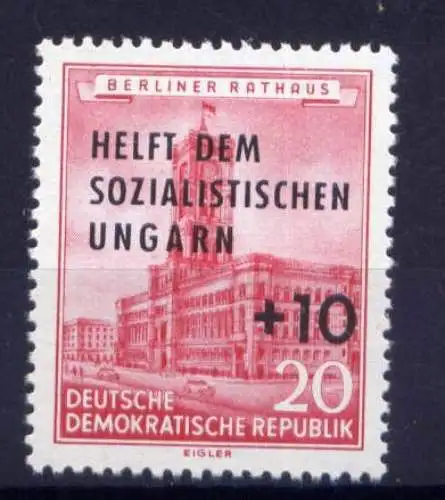 BERLINER RATHAUS
HELFT DEM
SOZIALISTISCHEN
UNGARN
+10
20
DEUTSCHE
DEMOKRATISCHE REPUBLIK
EIGLER